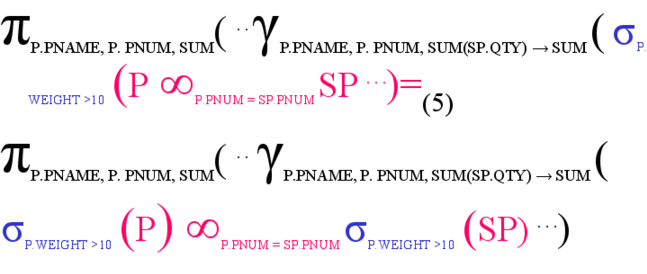 π P.PNAME, P. PNUM, SUM( ··γ P.PNAME, P. PNUM, SUM(SP.QTY) → SUM ( σ P.
WEIGHT >10 (P ∞ P.PNUM = SP.PNUM SP ···)= (5)
π P.PNAME, P. PNUM, SUM( ··γ P.PNAME, P. PNUM, SUM(SP.QTY) → SUM (
σ P.WEIGHT >10 (P) ∞ P.PNUM = SP.PNUM σ P.WEIGHT >10 (SP) ···)